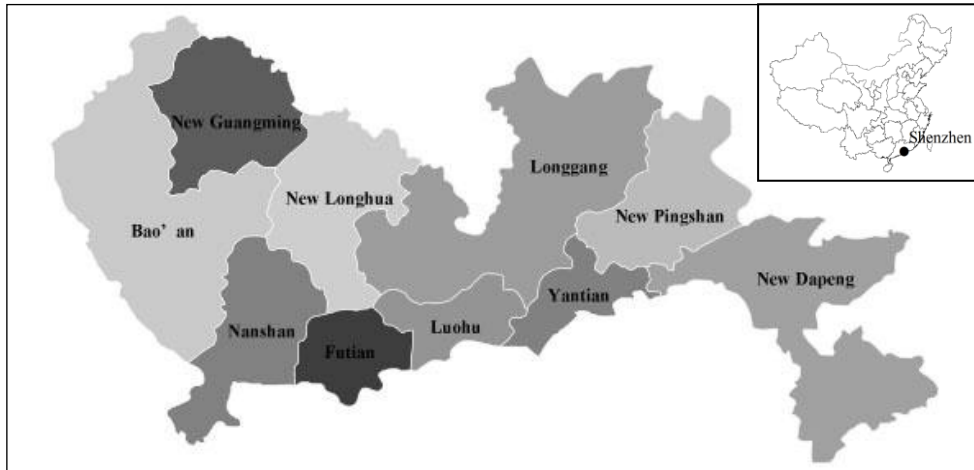 Shenzhen
New Guangming
Longgang
New Longhua
New Pingshan
Bao’ an
New Dapeng
Yantian
Nanshan
Luohu
Futian